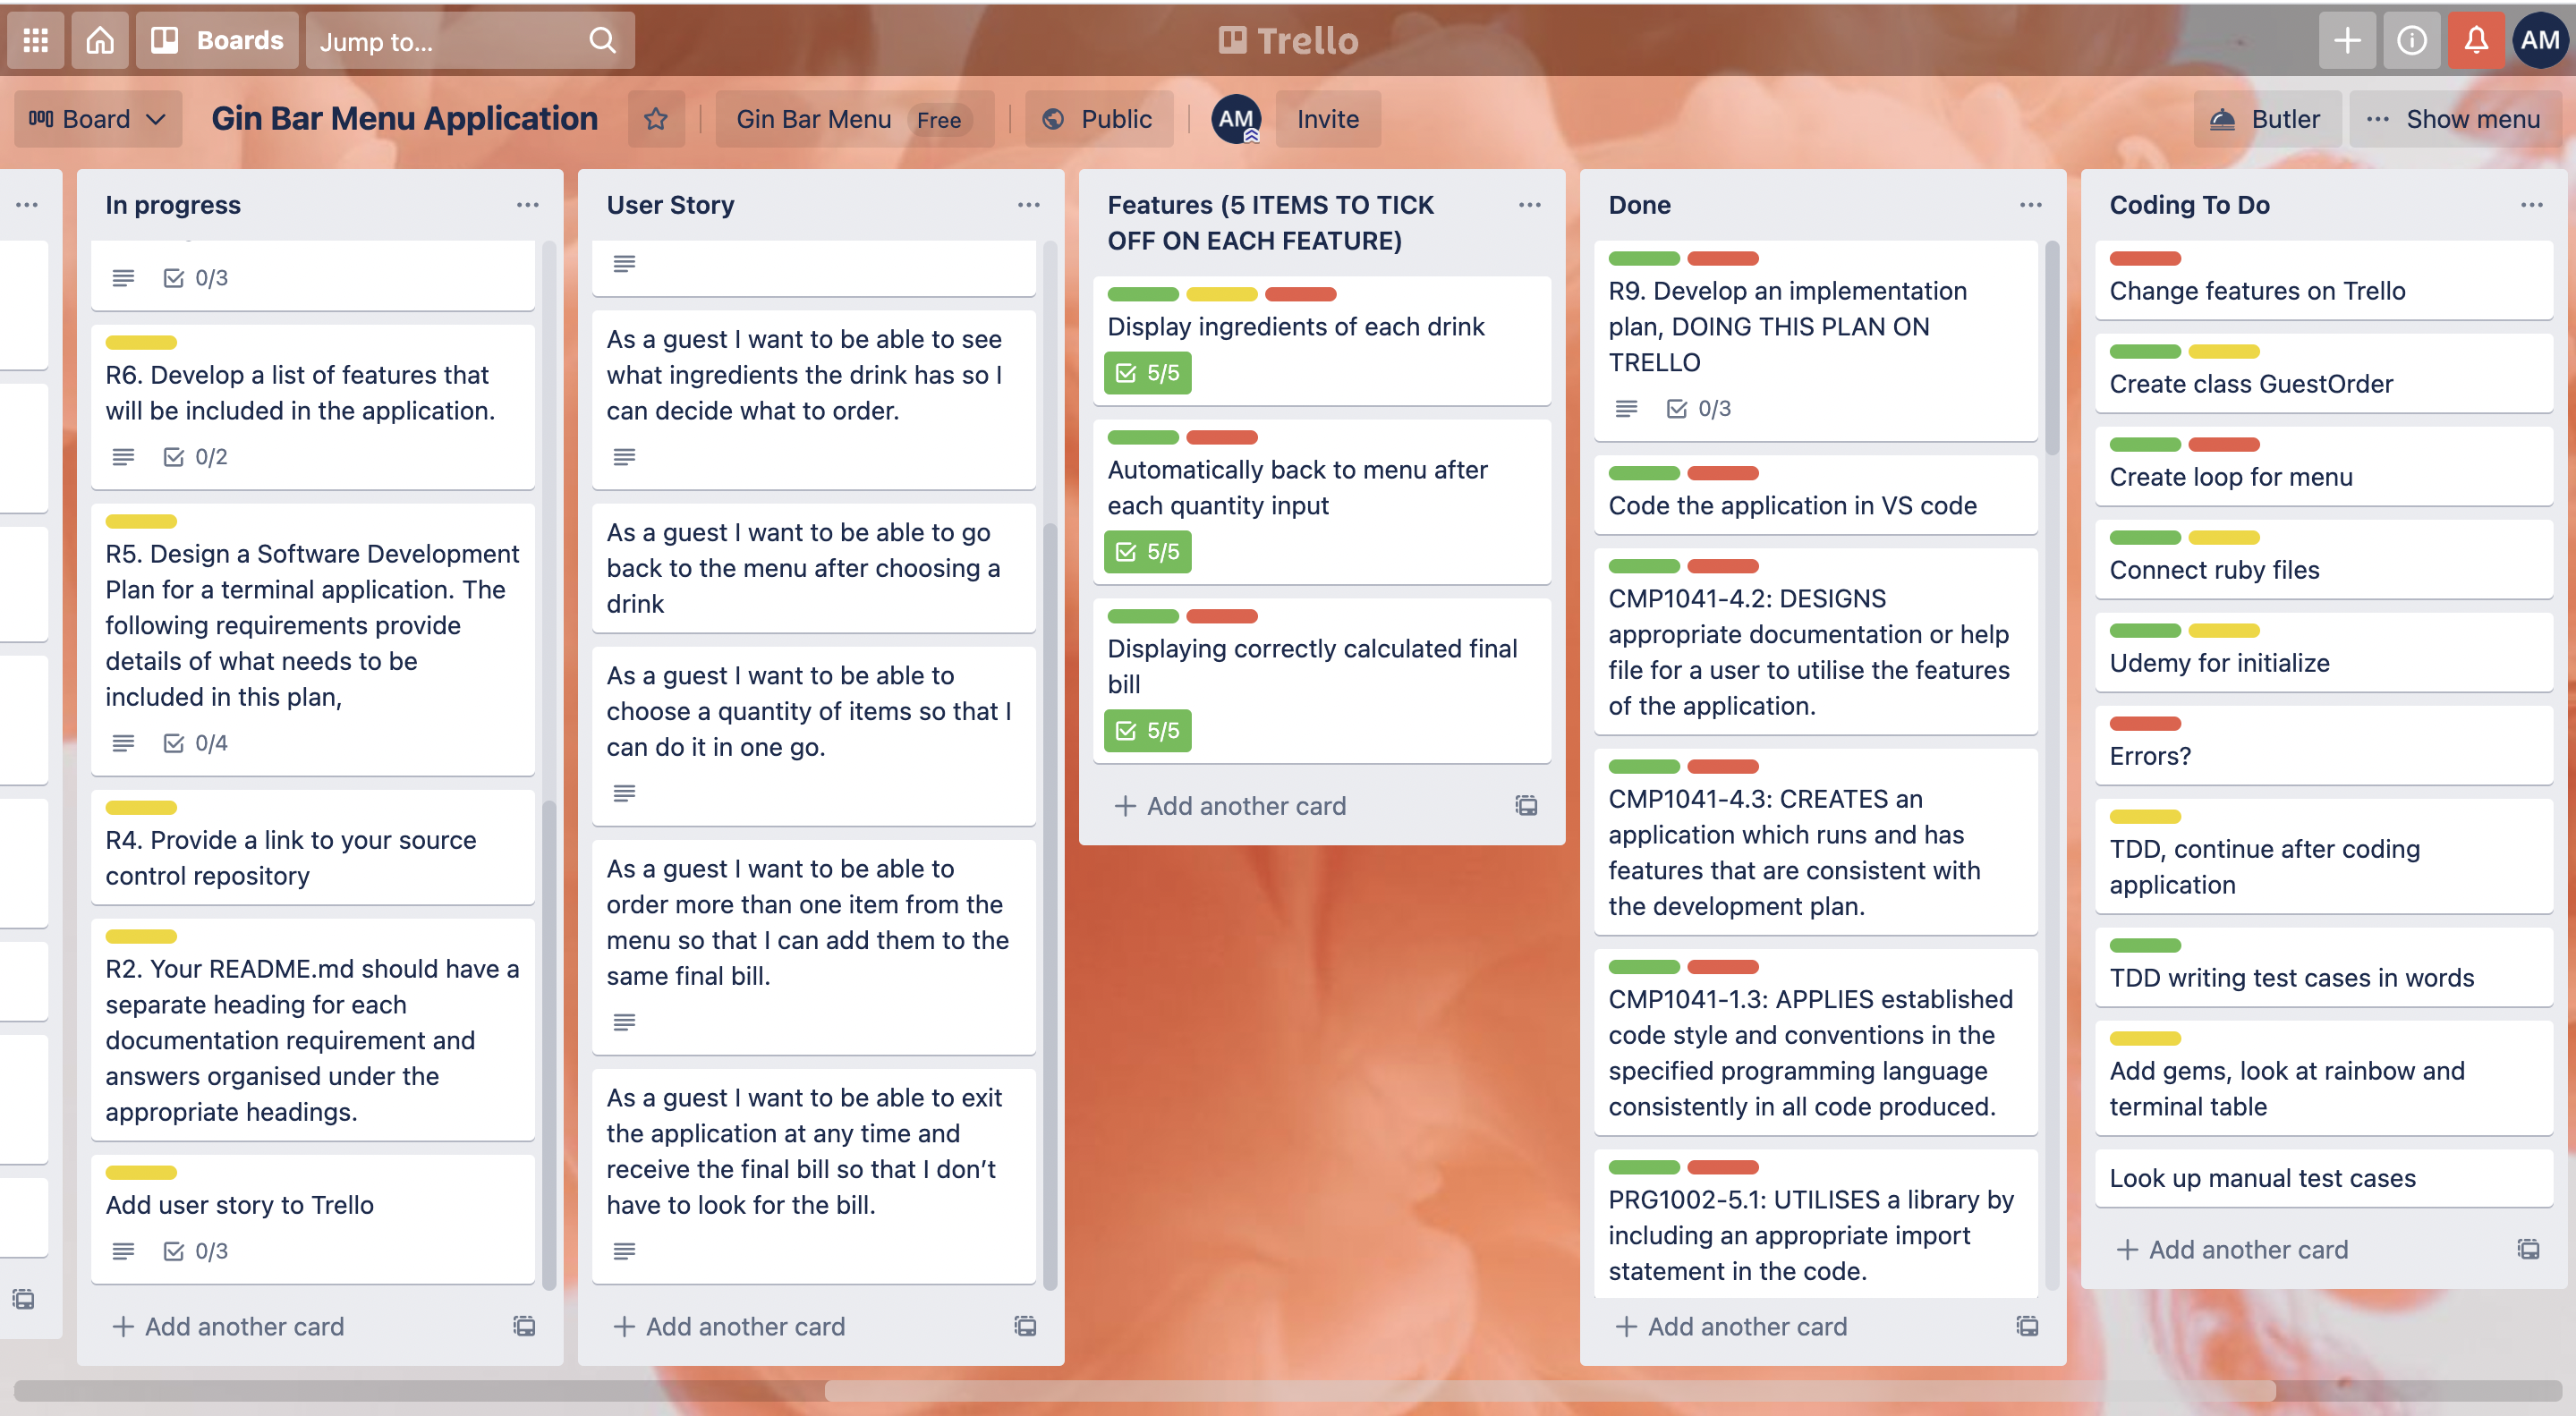 Boards
Jump to...
Trello
AM
Board
Gin Bar Menu Application
Gin Bar Menu Free
Public
AM
Invite
Butler
... Show menu
In progress
0/3
R6. Develop a list of features that
will be included in the application.
0/2
R5. Design a Software Development
Plan for a terminal application. The
following requirements provide
details of what needs to be
included in this plan,
0/4
R4. Provide a link to your source
control repository
R2. Your README.md should have a
separate heading for each
documentation requirement and
answers organised under the
appropriate headings.
Add user story to Trello
0/3
+ Add another card
User Story
As a guest I want to be able to see
what ingredients the drink has so I
can decide what to order.
As a guest I want to be able to go
back to the menu after choosing a
drink
As a guest I want to be able to
choose a quantity of items so that I
can do it in one go.
As a guest I want to be able to
order more than one item from the
menu so that I can add them to the
same final bill.
As a guest I want to be able to exit
the application at any time and
receive the final bill so that I don’t
have to look for the bill.
+ Add another card
Features (5 ITEMS TO TICK
OFF ON EACH FEATURE)
Display ingredients of each drink
5/5
Automatically back to menu after
each quantity input
5/5
Displaying correctly calculated final
bill
5/5
+ Add another card
Done
R9. Develop an implementation
plan, DOING THIS PLAN ON
TRELLO
0/3
Code the application in VS code
CMP1041-4.2: DESIGNS
appropriate documentation or help
file for a user to utilise the features
of the application.
CMP1041-4.3: CREATES an
application which runs and has
features that are consistent with
the development plan.
CMP1041-1.3: APPLIES established
code style and conventions in the
specified programming language
consistently in all code produced.
PRG1002-5.1: UTILISES a library by
including an appropriate import
statement in the code.
+ Add another card
Coding To Do
Change features on Trello
Create class GuestOrder
Create loop for menu
Connect ruby files
Udemy for initialize
Errors?
TDD, continue after coding
application
TDD writing test cases in words
Add gems, look at rainbow and
terminal table
Look up manual test cases
+ Add another card